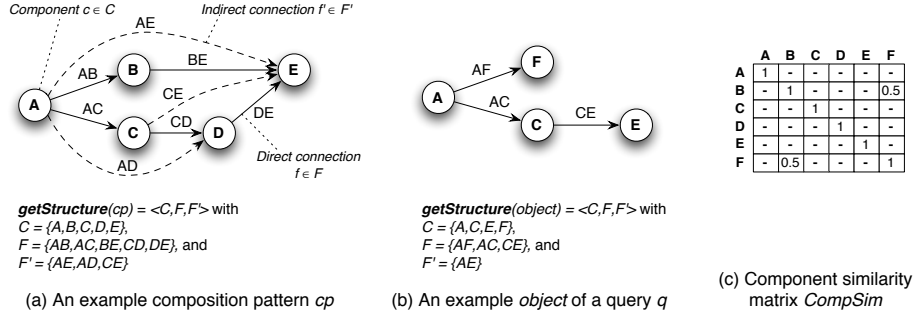 Component c ∈ C
Indirect connection f' ∈ F'
AE
AB
B
BE
E
A
CE
AC
C
CD
D
DE
AD
Direct connection
f ∈ F
getStructure(cp) = <C,F,F'> with
C = {A,B,C,D,E},
F = {AB,AC,BE,CD,DE}, and
F' = {AE,AD,CE}
(a) An example composition pattern cp
F
AF
A
AC
CE
C
E
getStructure(object) = <C,F,F'> with
C = {A,C,E,F},
F = {AF,AC,CE}, and
F' = {AE}
(b) An example object of a query q
A B C D E F
A 1 - - - - -
B - 1 - - - 0.5
C - - 1 - - -
D - - - 1 - -
E - - - - 1 -
F - 0.5 - - - 1
(c) Component similarity
matrix CompSim